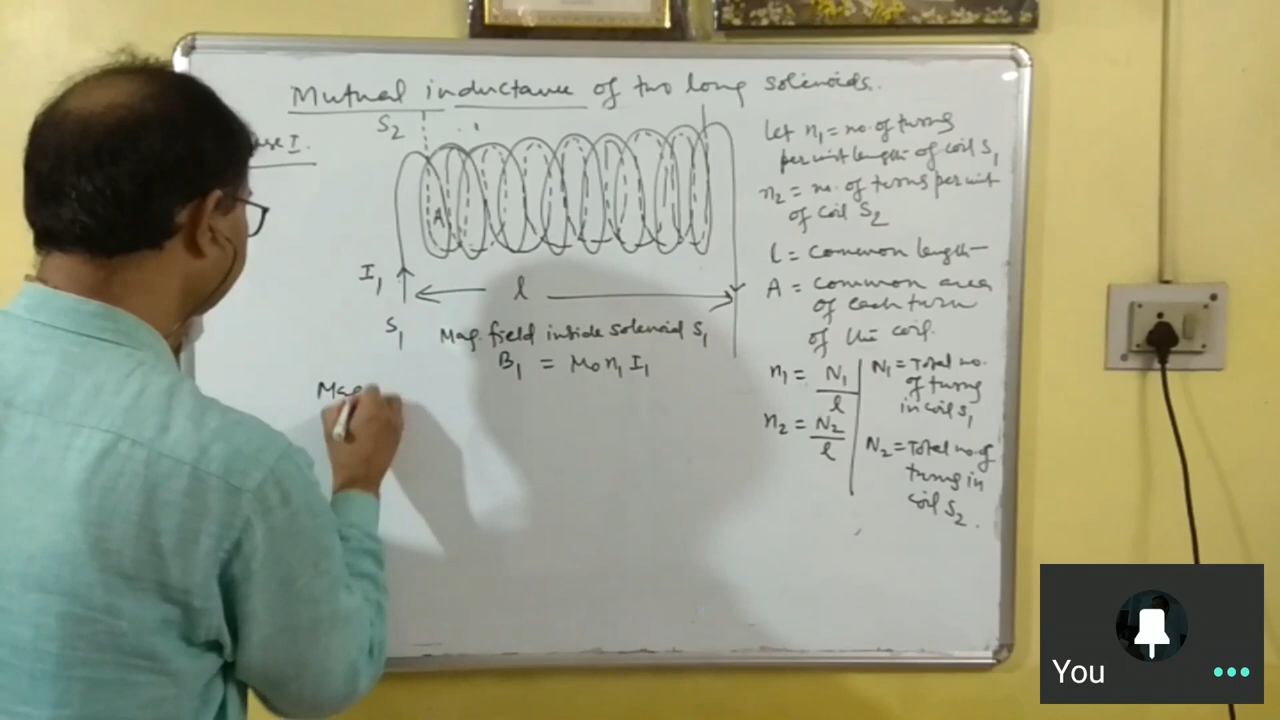 Mutual inductance of two long solenoids.
Case I.
S2
A
I1
l
S1
Mag. field inside solenoid S1
B1 = μ0 n1 I1
Mag
Let n1 = no. of turns
per unit length of coil S1
n2 = no. of turns per unit
of coil S2
l = Common length
A = Common area
of each turn
of the coil.
n1 = N1/l
n2 = N2/l
N1 = Total no.
of turns
in coil S1
N2 = Total no. of
turns in
coil S2.
You